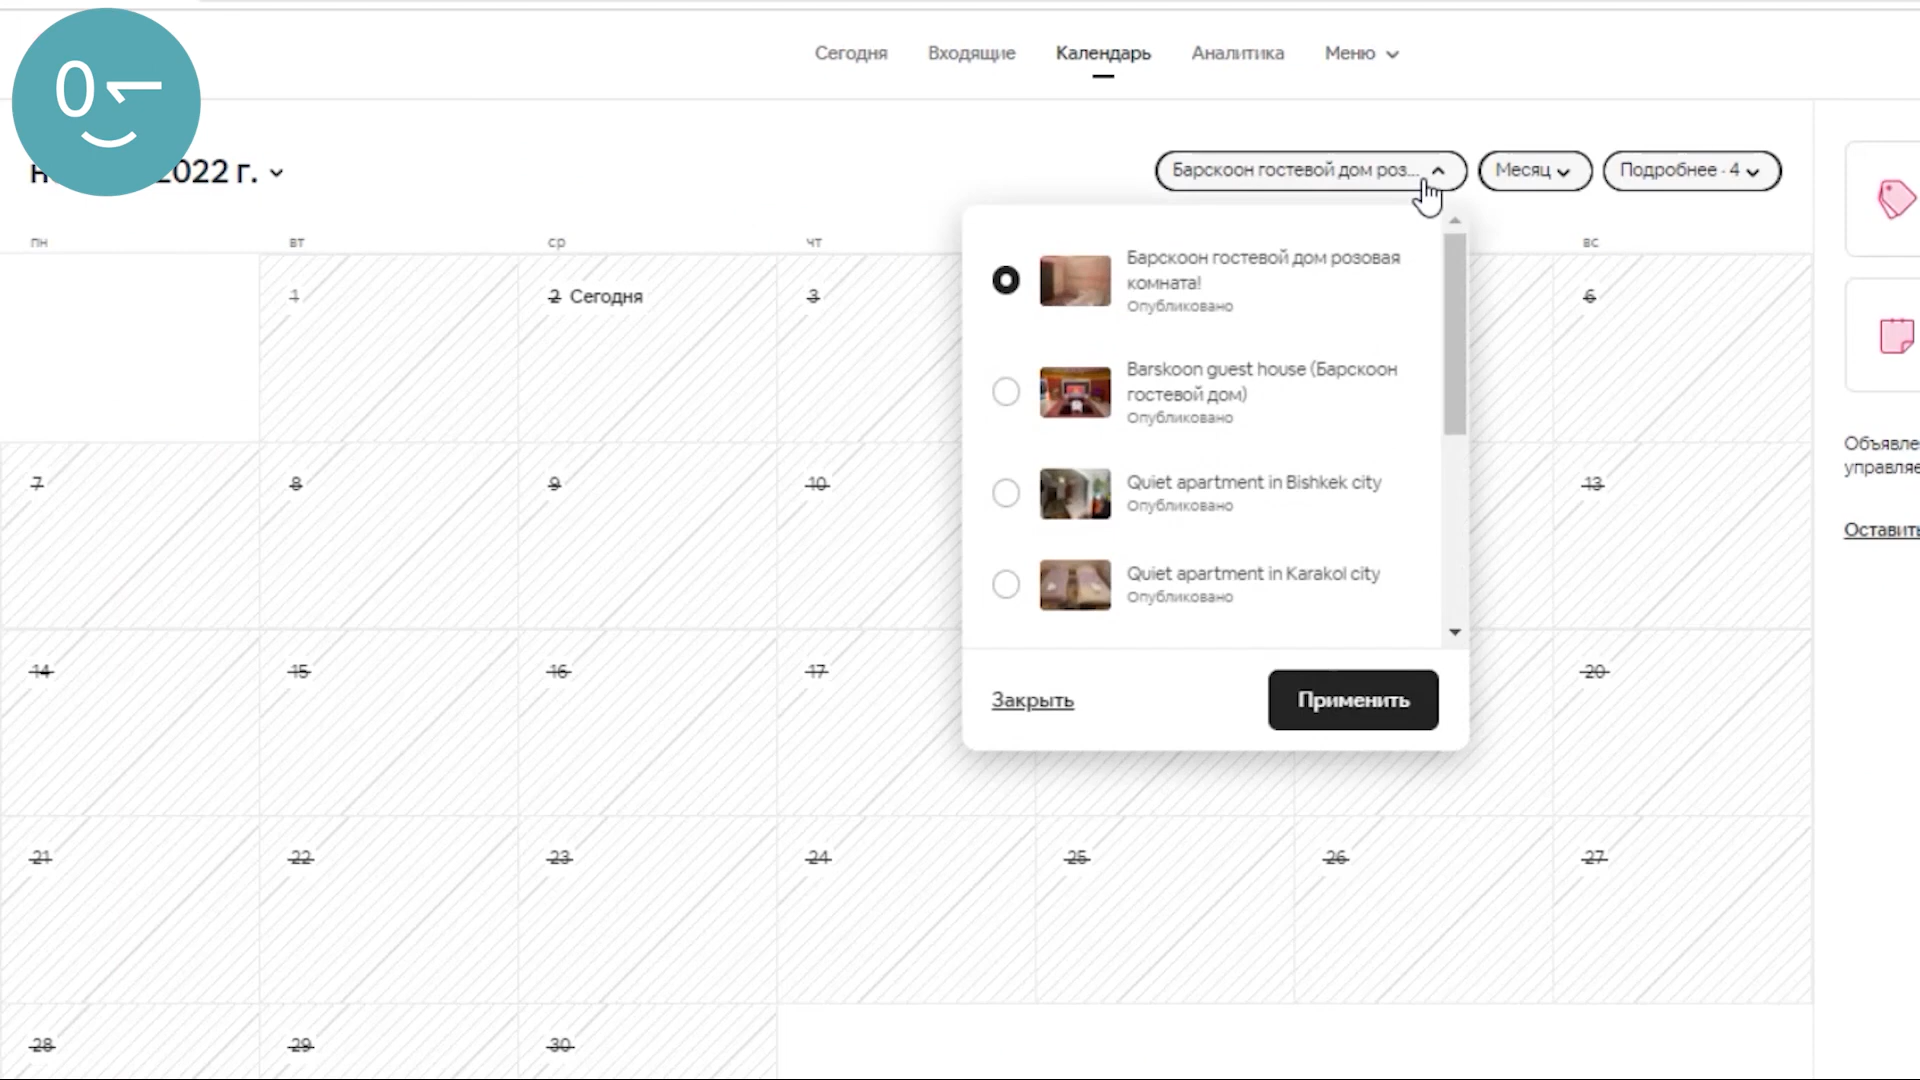 01
Сегодня Входящие Календарь Аналитика Меню
2022 г.
Барскоон гостевой дом роз... Месяц Подробнее · 4
пн вт ср чт вс
1 2 Сегодня 3 6
7 8 9 10 13
14 15 16 17 20
21 22 23 24 25 26 27
28 29 30
Барскоон гостевой дом розовая
комната!
Опубликовано
Barskoon guest house (Барскоон
гостевой дом)
Опубликовано
Quiet apartment in Bishkek city
Опубликовано
Quiet apartment in Karakol city
Опубликовано
Закрыть Применить
Объявле
управляе
Оставить